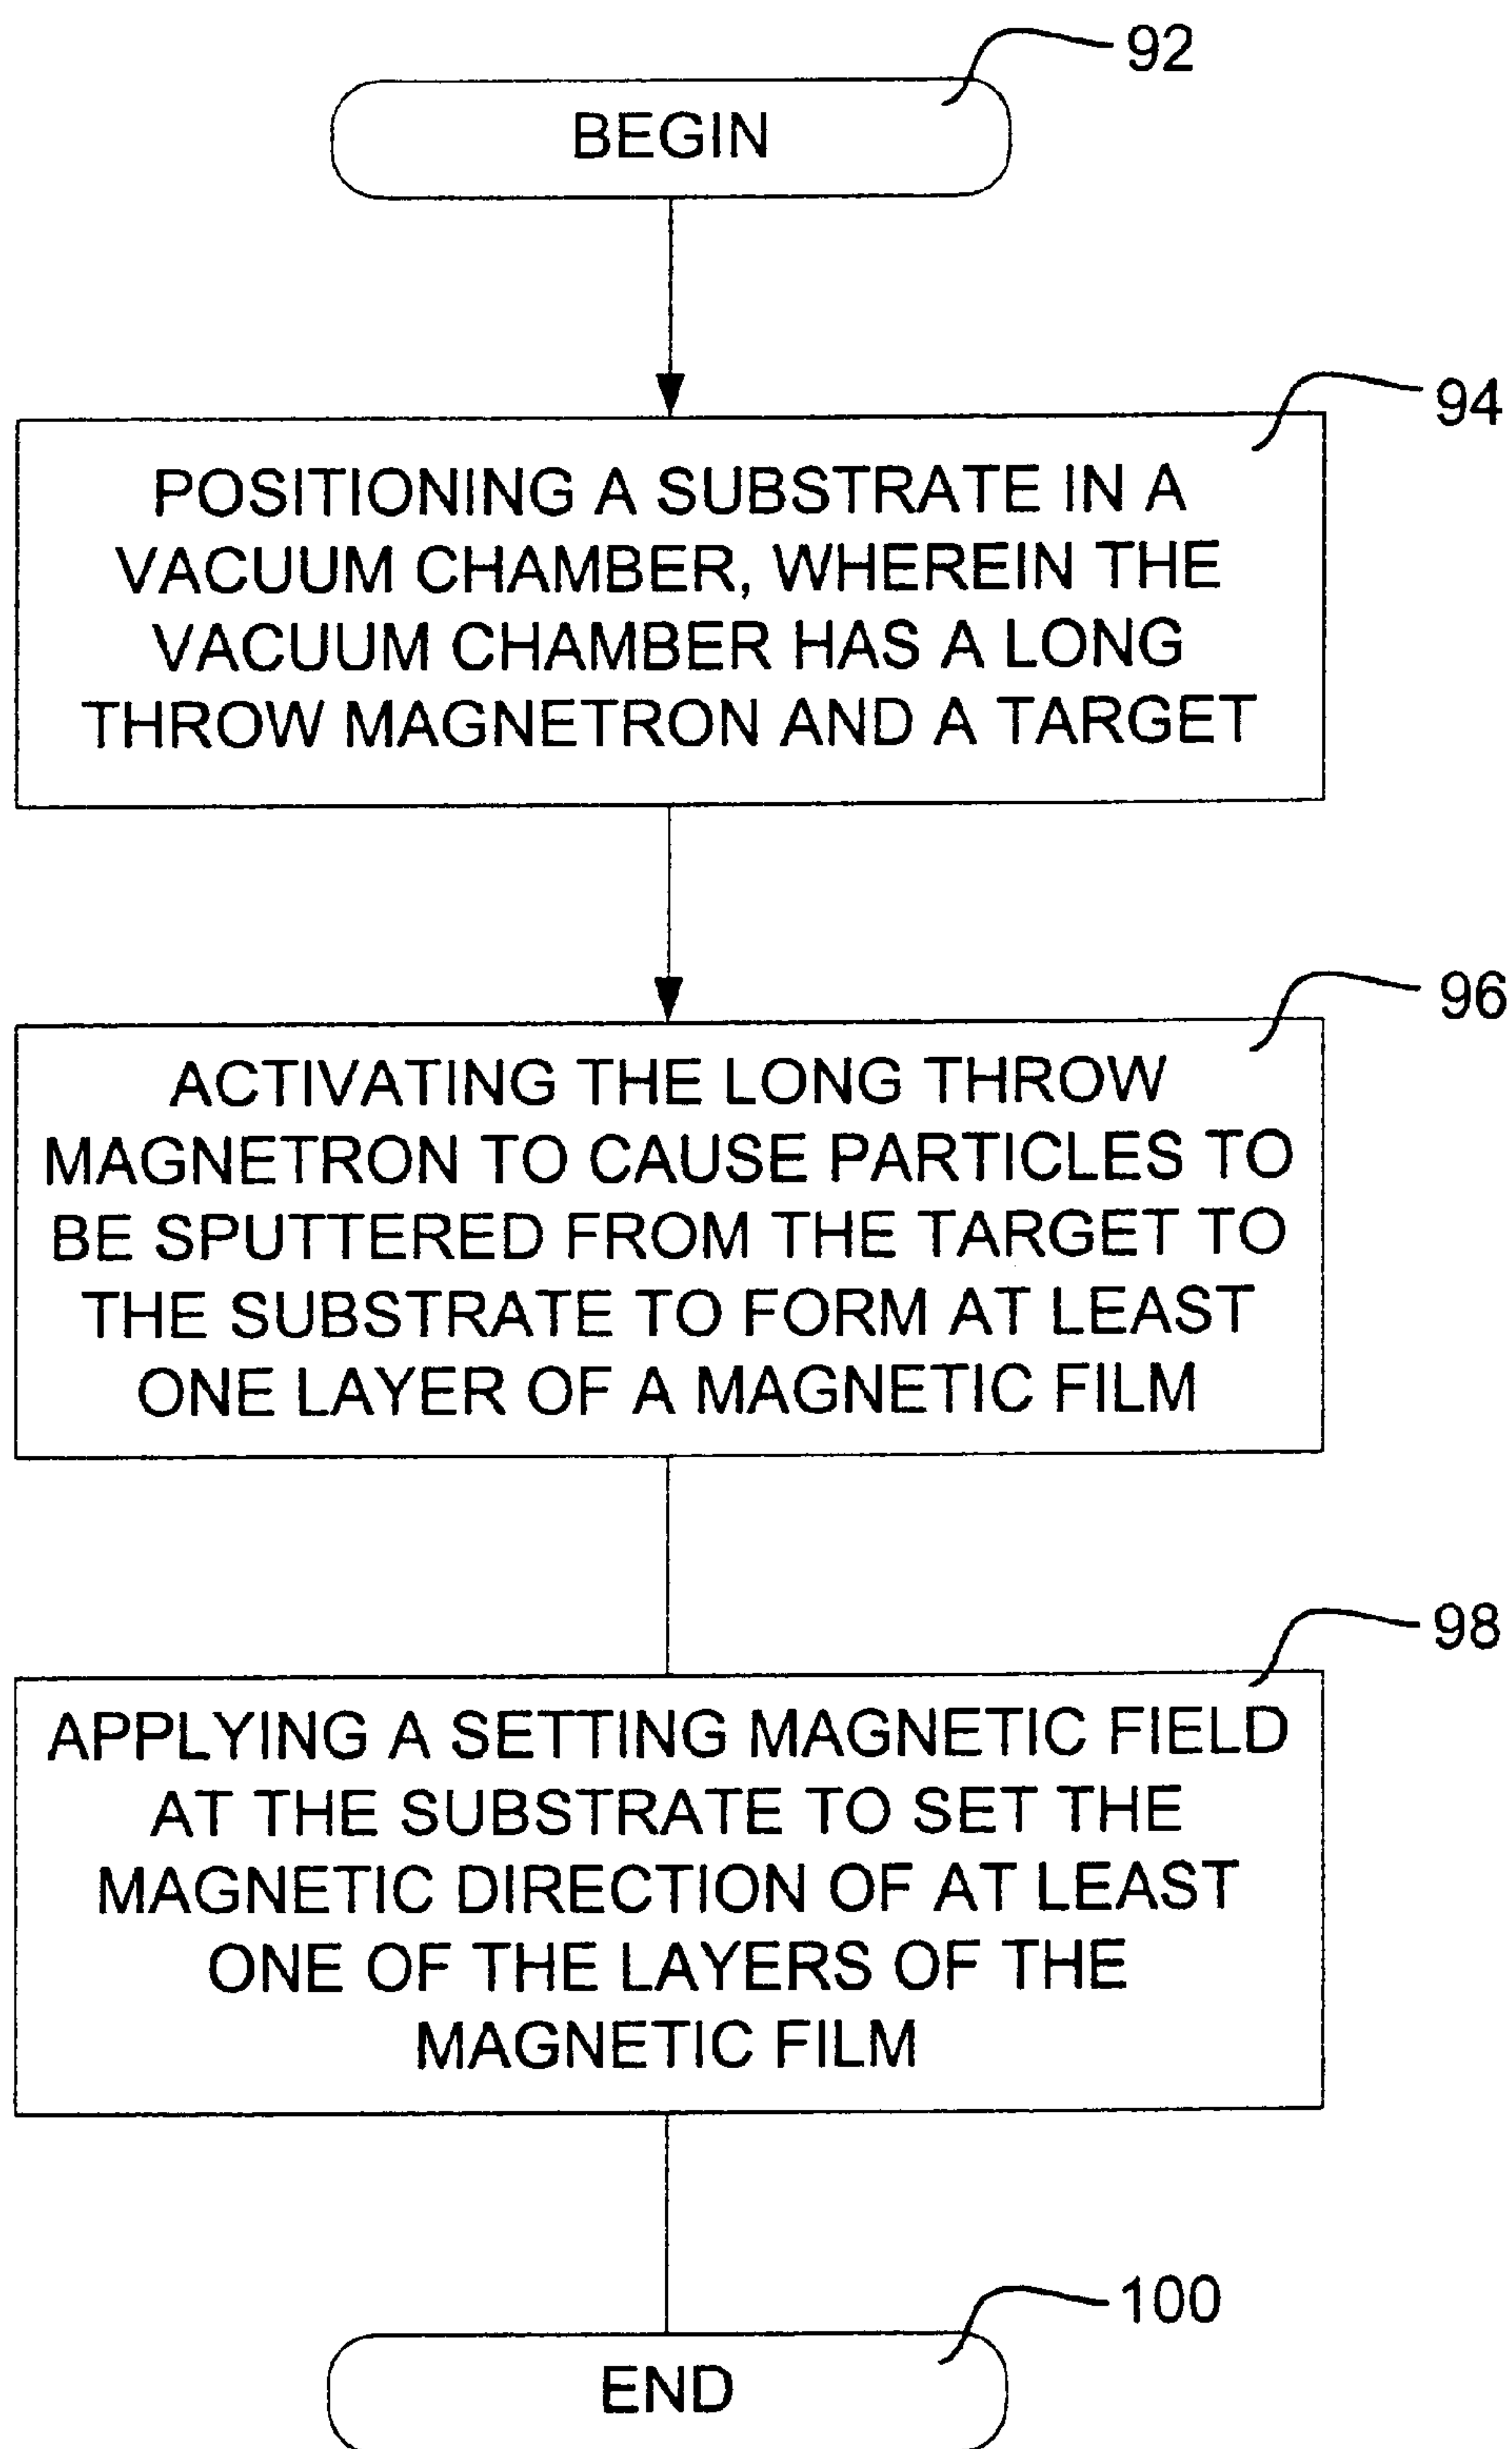 92
BEGIN
94
POSITIONING A SUBSTRATE IN A
VACUUM CHAMBER, WHEREIN THE
VACUUM CHAMBER HAS A LONG
THROW MAGNETRON AND A TARGET
96
ACTIVATING THE LONG THROW
MAGNETRON TO CAUSE PARTICLES TO
BE SPUTTERED FROM THE TARGET TO
THE SUBSTRATE TO FORM AT LEAST
ONE LAYER OF A MAGNETIC FILM
98
APPLYING A SETTING MAGNETIC FIELD
AT THE SUBSTRATE TO SET THE
MAGNETIC DIRECTION OF AT LEAST
ONE OF THE LAYERS OF THE
MAGNETIC FILM
100
END